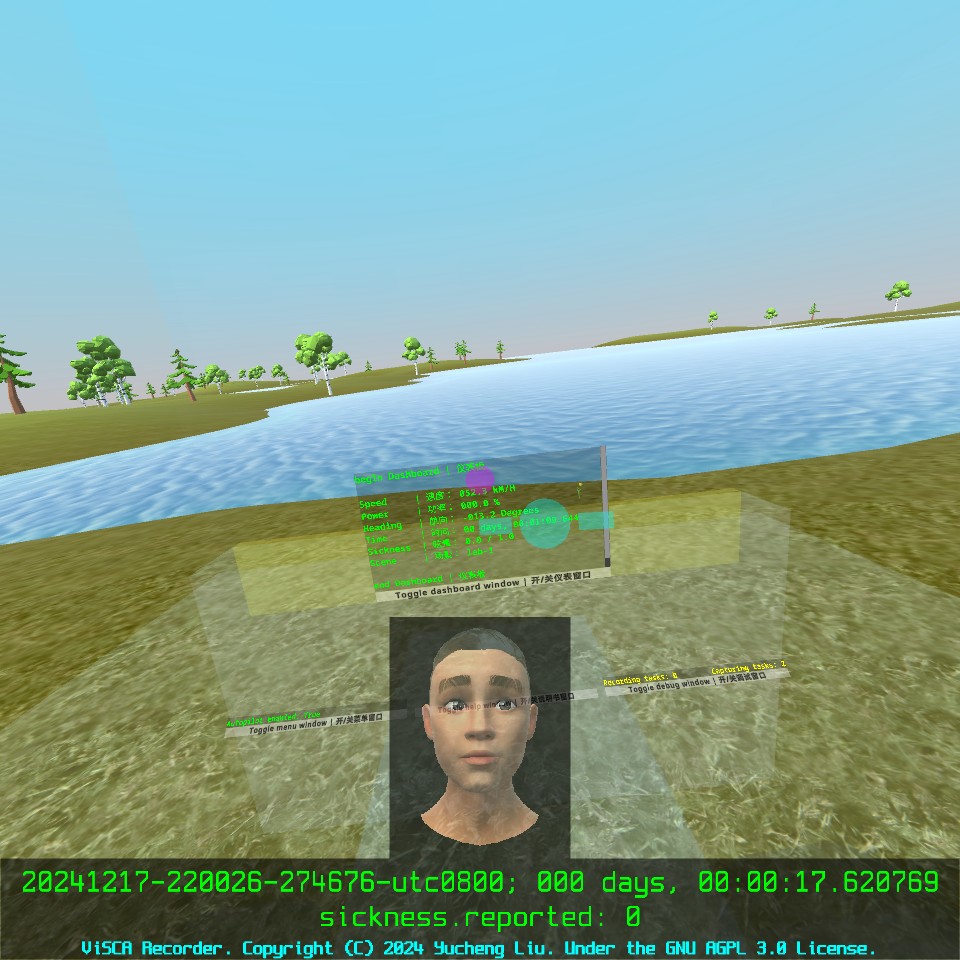 begin Dashboard | 仪表板
Speed | 速度: 052.3 KM/H
Power | 功率: 000.0 %
Heading | 航向: -013.2 Degrees
Time | 时间: 00 days, 00:01:00
Sickness | : 0.0 / 1.0
Scene |
end Dashboard | 仪表板
Toggle dashboard window | 开/关仪表窗口
Recording tasks: 0 Capturing tasks: 2
Toggle debug window | 开/关调试窗口
Toggle help window | 开/关
Autopilot enabled: True
Toggle menu window | 开/关菜单窗口
20241217-220026-274676-utc0800; 000 days, 00:00:17.620769
sickness.reported: 0
ViSCA Recorder. Copyright (C) 2024 Yucheng Liu. Under the GNU AGPL 3.0 License.